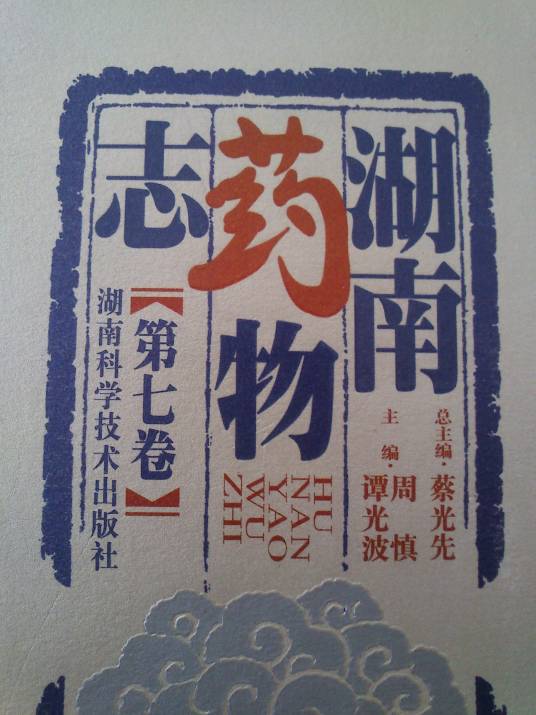 湖南
药物
志
HU
NAN
YAO
WU
ZHI
总主编·蔡光先
主编·周慎
谭光波
【第七卷】
湖南科学技术出版社